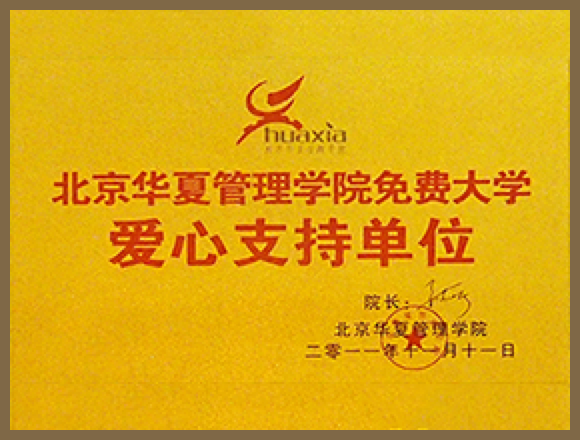 huaxia
北京华夏管理学院免费大学
爱心支持单位
院长:
北京华夏管理学院
二零一一年十一月十一日